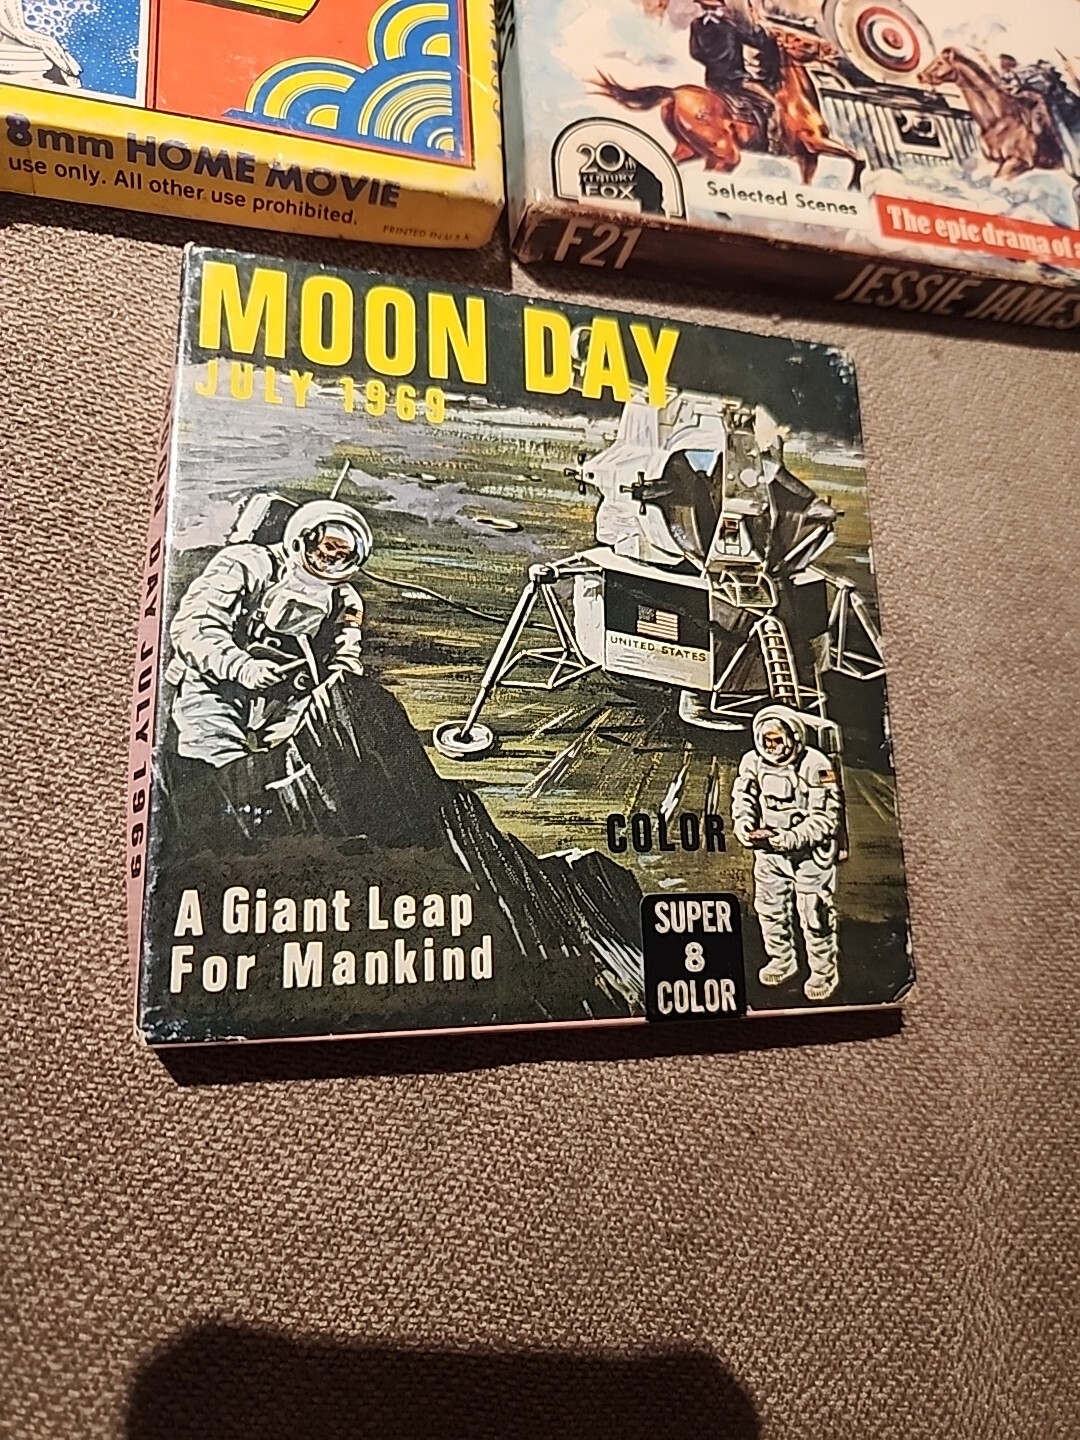 8mm HOME MOVIE
use only. All other use prohibited.
PRINTED IN U.S.A.
20th
CENTURY
FOX
Selected Scenes
The epic drama of a
F21
JESSIE JAMES
MOON DAY
JULY 1969
UNITED STATES
COLOR
A Giant Leap
For Mankind
SUPER
8
COLOR
MOON DAY JULY 1969